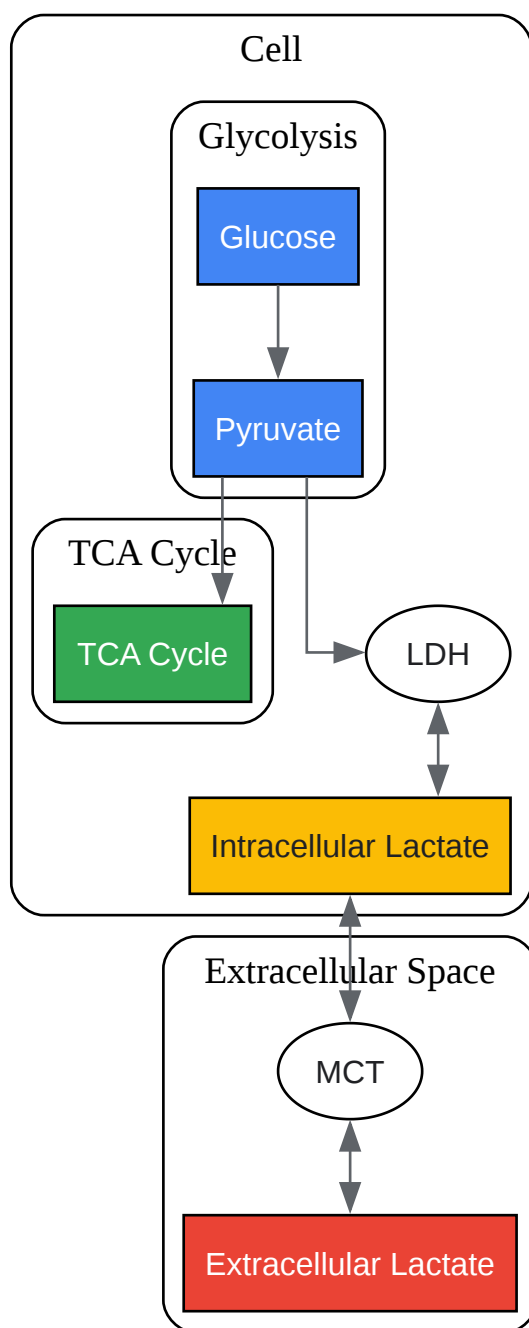 Cell
Glycolysis
Glucose
Pyruvate
TCA Cycle
TCA Cycle
LDH
Intracellular Lactate
Extracellular Space
MCT
Extracellular Lactate